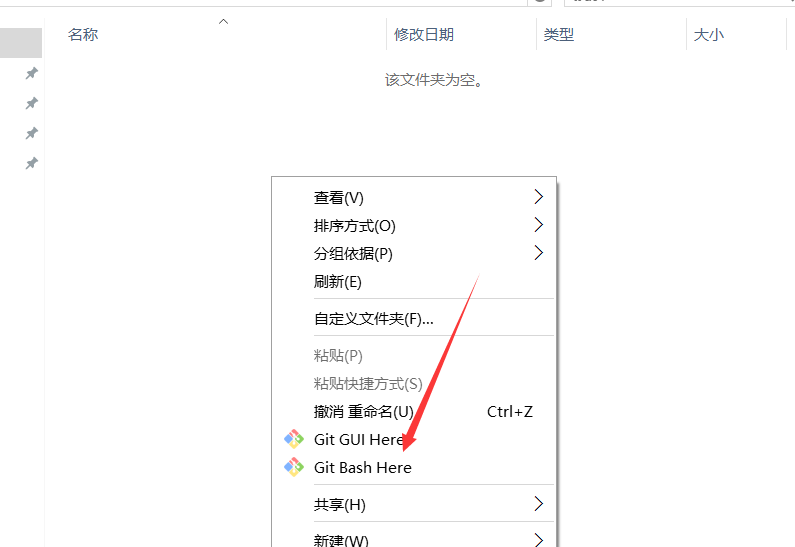 名称 修改日期 类型 大小
该文件夹为空。
查看(V)
排序方式(O)
分组依据(P)
刷新(E)
自定义文件夹(F)...
粘贴(P)
粘贴快捷方式(S)
撤消 重命名(U) Ctrl+Z
Git GUI Here
Git Bash Here
共享(H)
新建(W)